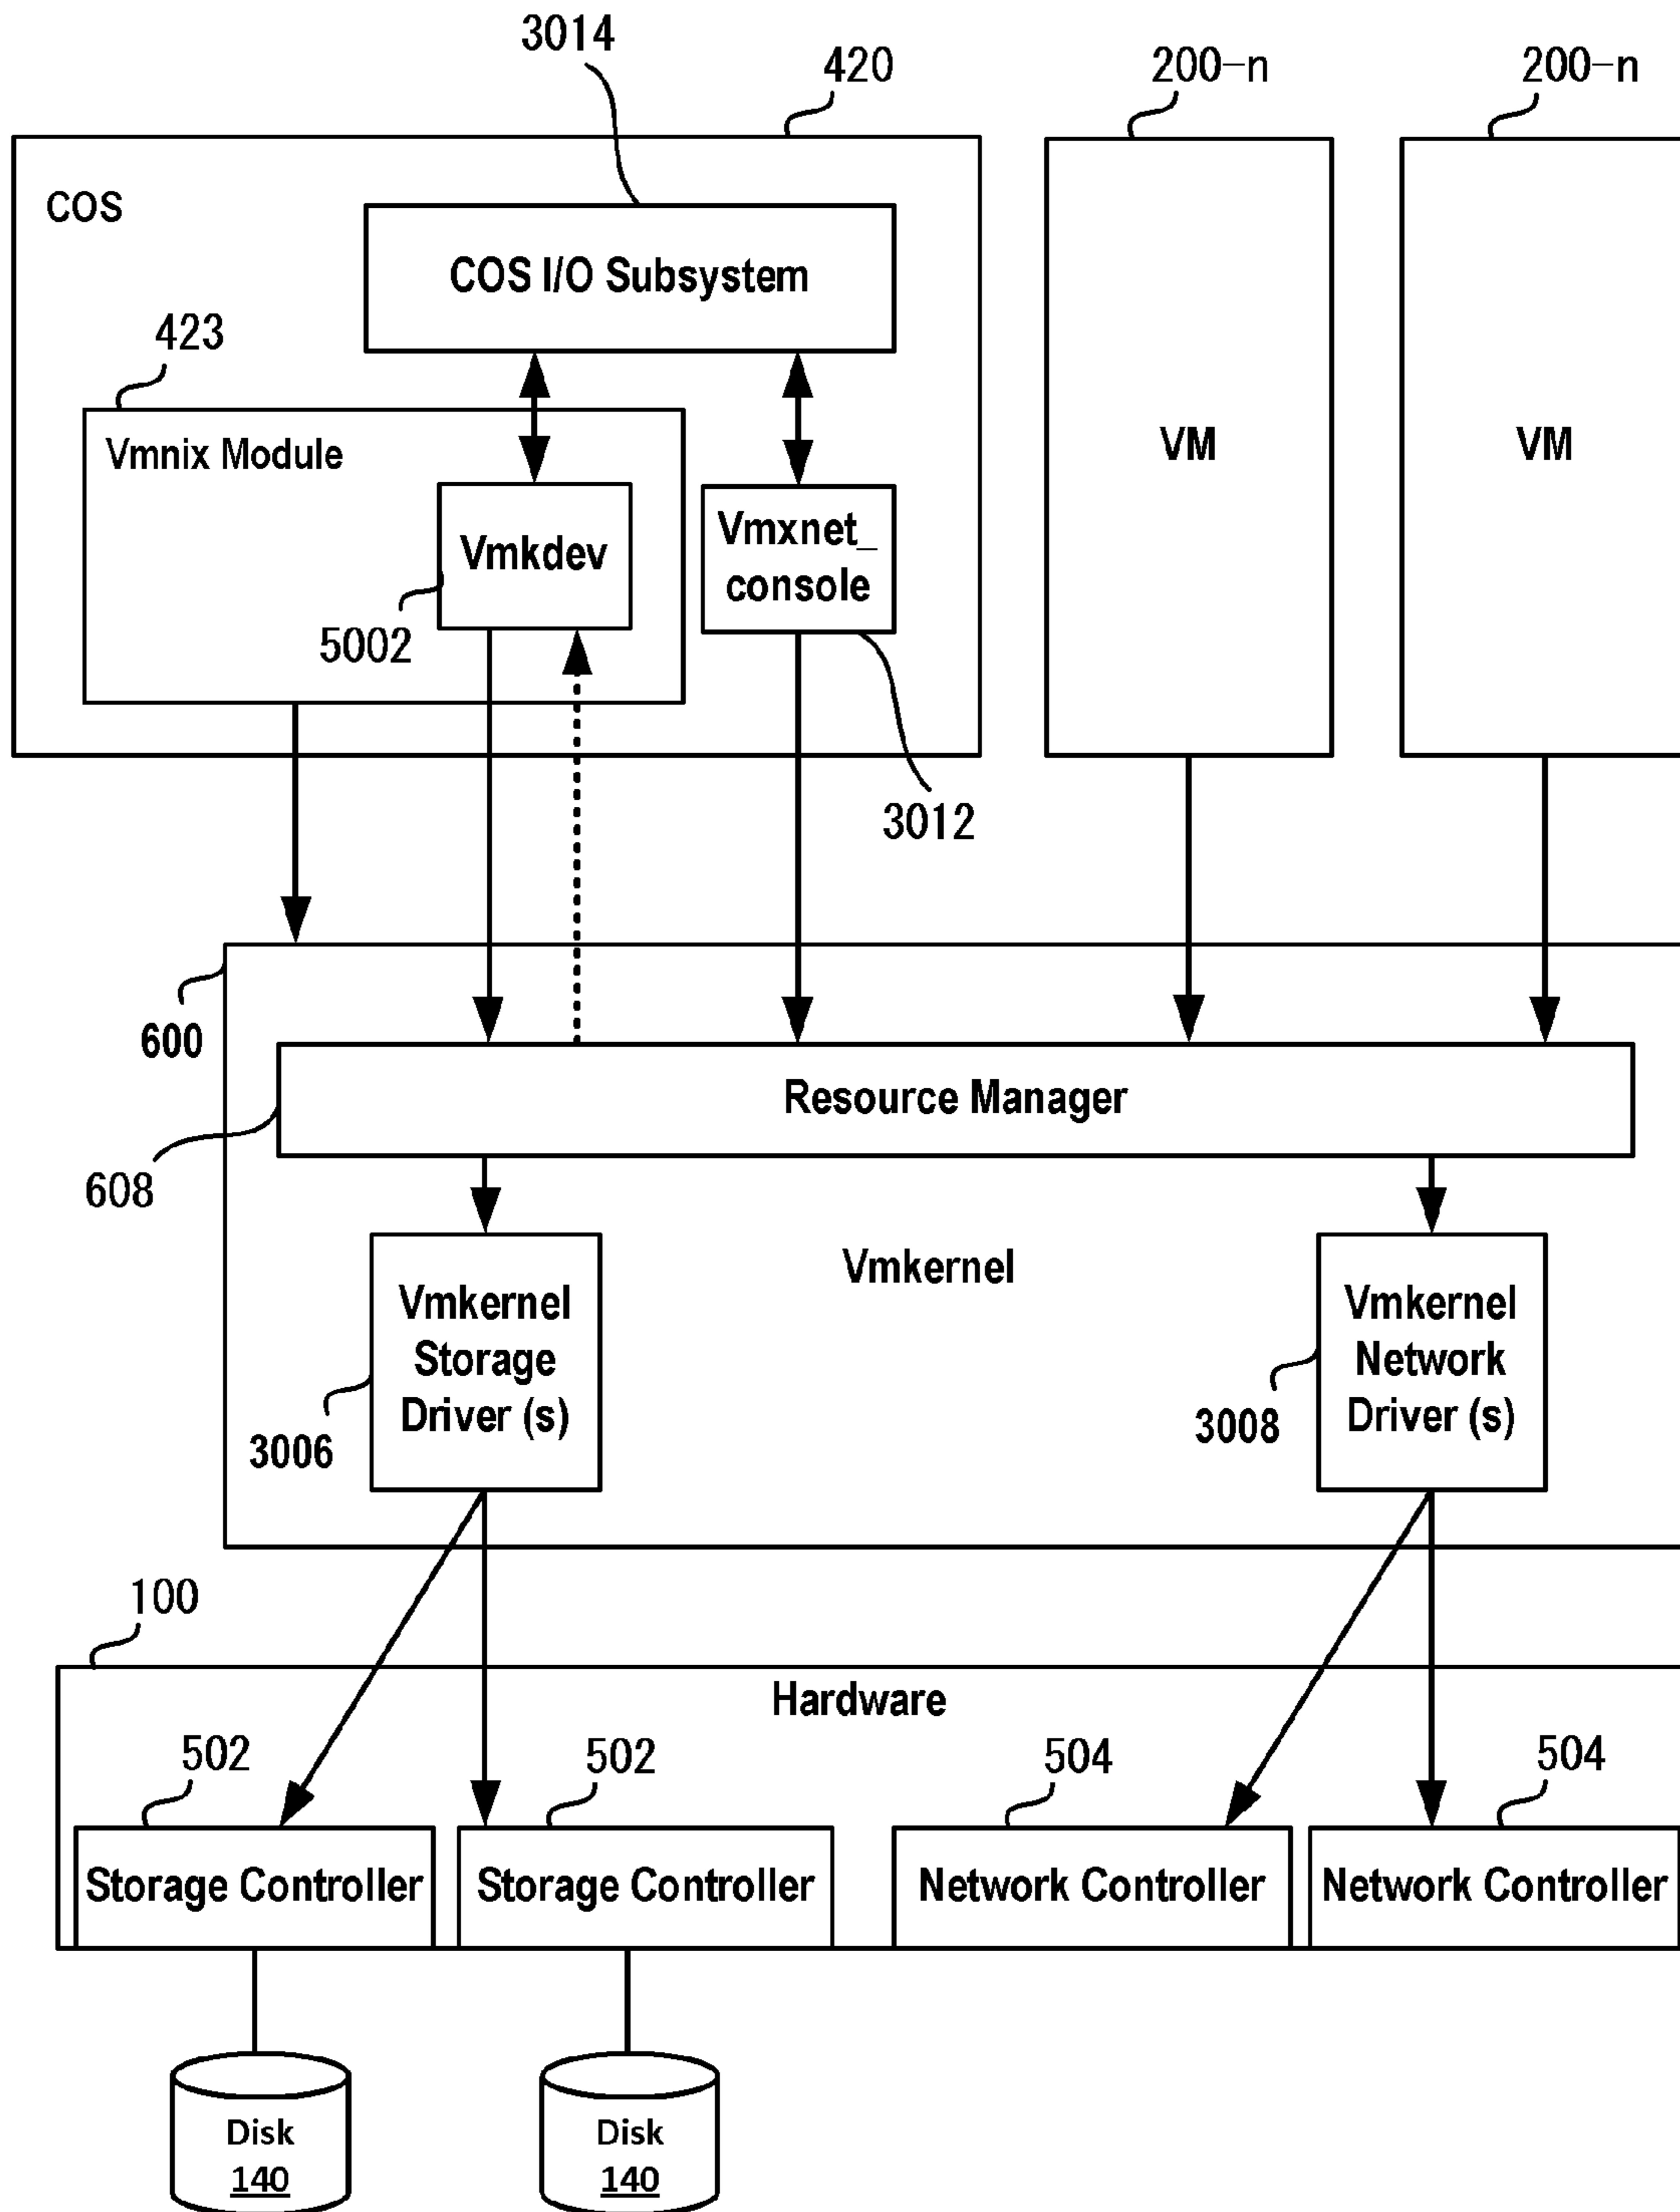 3014
420
200-n
200-n
COS
COS I/O Subsystem
423
Vmnix Module
VM
VM
Vmkdev
Vmxnet_
console
5002
3012
600
Resource Manager
608
Vmkernel
Vmkernel
Storage
Driver (s)
Vmkernel
Network
Driver (s)
3006
3008
100
Hardware
502
502
504
504
Storage Controller
Storage Controller
Network Controller
Network Controller
Disk
140
Disk
140